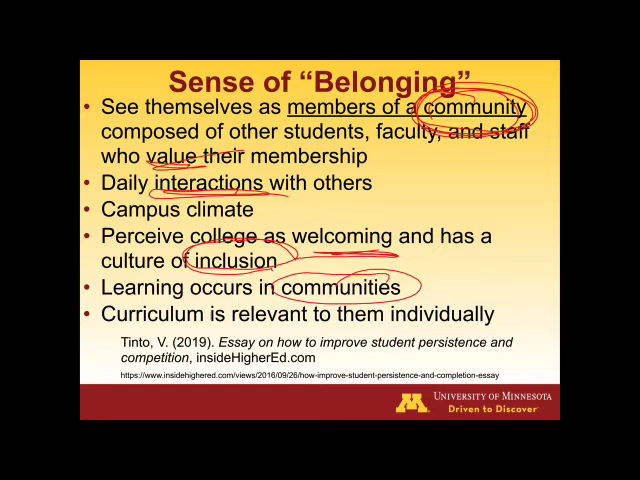 Sense of “Belonging”
• See themselves as members of a community
composed of other students, faculty, and staff
who value their membership
• Daily interactions with others
• Campus climate
• Perceive college as welcoming and has a
culture of inclusion
• Learning occurs in communities
• Curriculum is relevant to them individually
Tinto, V. (2019). Essay on how to improve student persistence and
competition, insideHigherEd.com
https://www.insidehighered.com/views/2016/09/26/how-improve-student-persistence-and-completion-essay
M UNIVERSITY OF MINNESOTA
Driven to Discover